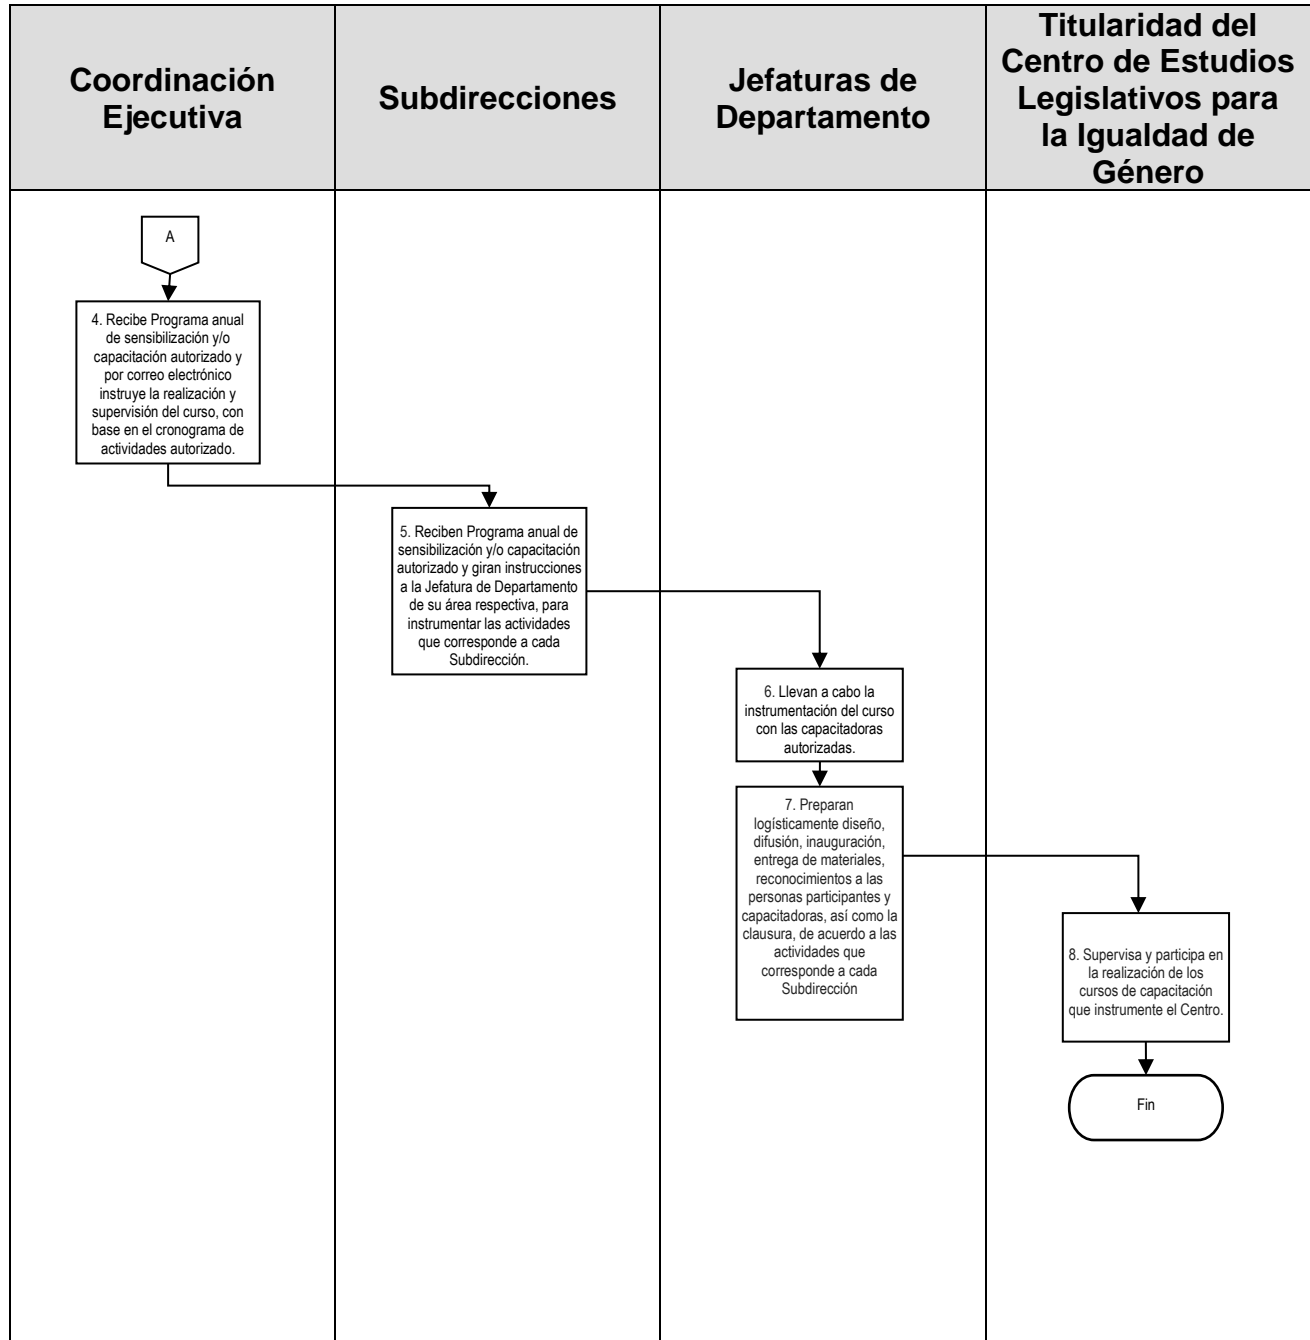 Coordinación
Ejecutiva
Subdirecciones
Jefaturas de
Departamento
Titularidad del
Centro de Estudios
Legislativos para
la Igualdad de
Género
A
4. Recibe Programa anual
de sensibilización y/o
capacitación autorizado y
por correo electrónico
instruye la realización y
supervisión del curso, con
base en el cronograma de
actividades autorizado.
5. Reciben Programa anual de
sensibilización y/o capacitación
autorizado y giran instrucciones
a la Jefatura de Departamento
de su área respectiva, para
instrumentar las actividades
que corresponde a cada
Subdirección.
6. Llevan a cabo la
instrumentación del curso
con las capacitadoras
autorizadas.
7. Preparan
logísticamente diseño,
difusión, inauguración,
entrega de materiales,
reconocimientos a las
personas participantes y
capacitadoras, así como la
clausura, de acuerdo a las
actividades que
corresponde a cada
Subdirección
8. Supervisa y participa en
la realización de los
cursos de capacitación
que instrumente el Centro.
Fin